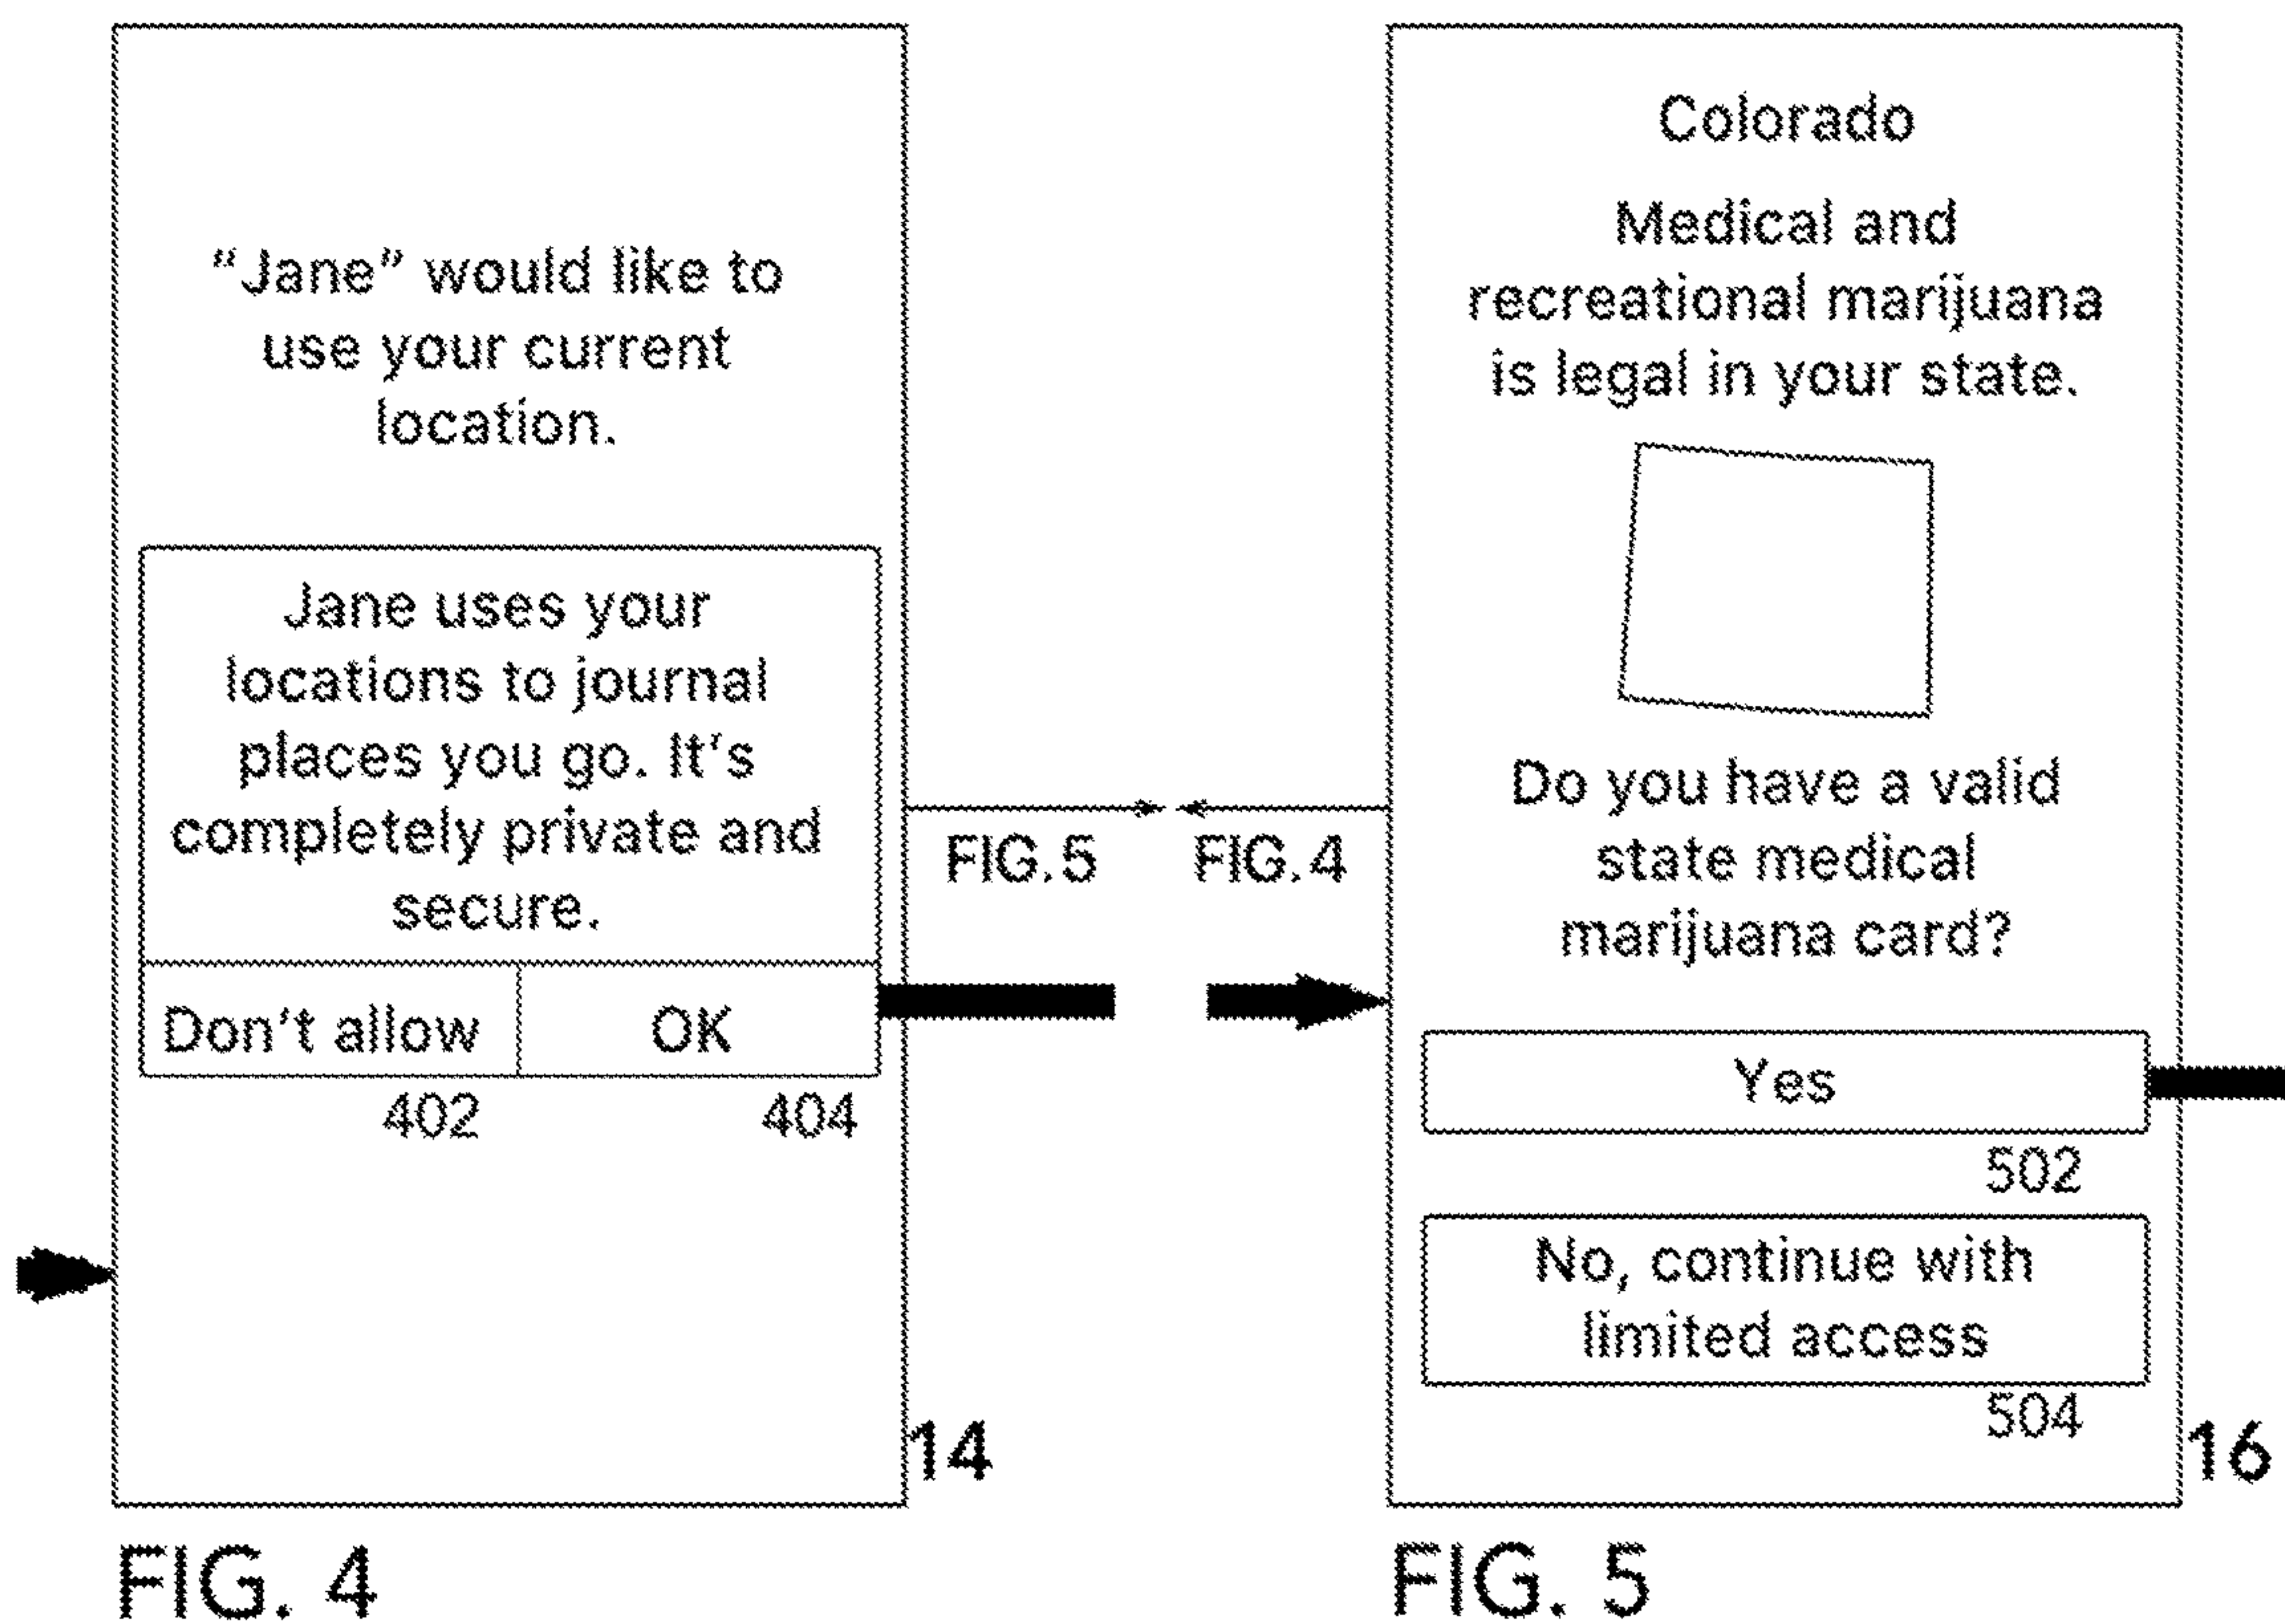 “Jane” would like to
use your current
location.
Jane uses your
locations to journal
places you go. It‘s
completely private and
secure.
Don‘t allow
OK
402
404
14
FIG. 4
FIG. 5
FIG. 4
Colorado
Medical and
recreational marijuana
is legal in your state.
Do you have a valid
state medical
marijuana card?
Yes
502
No, continue with
limited access
504
16
FIG. 5